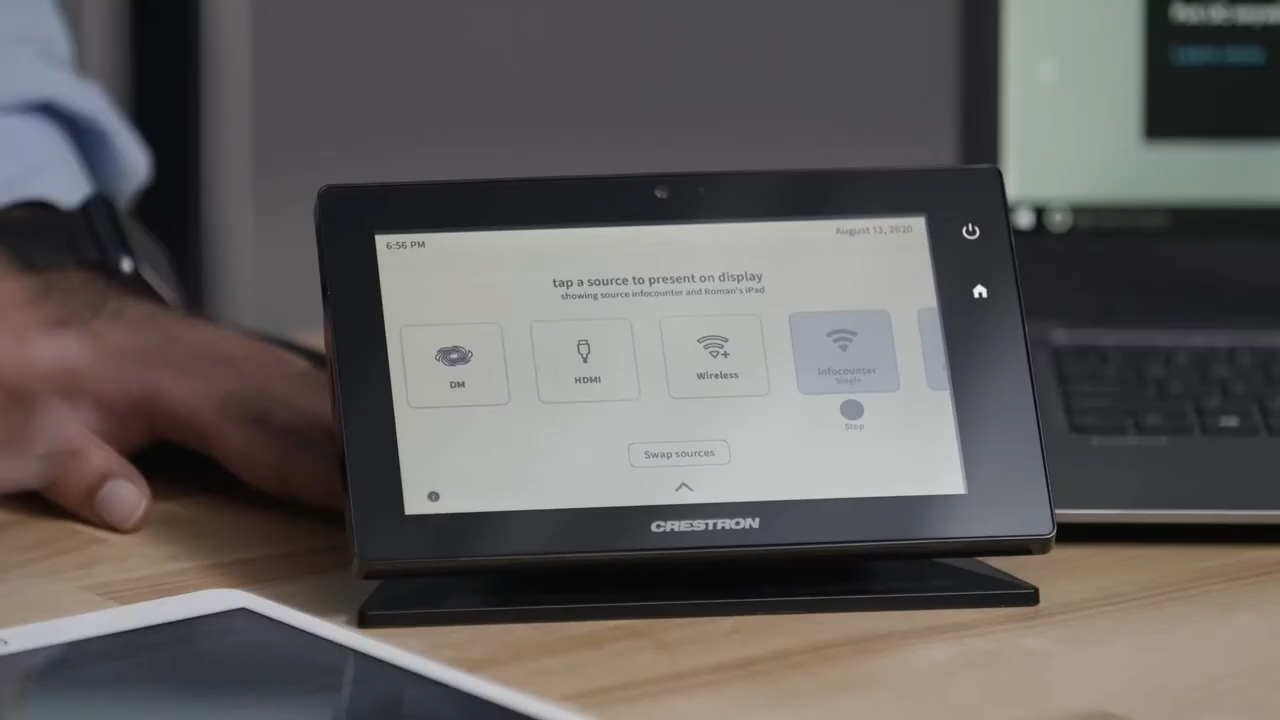 6:56 PM
August 13, 2020
tap a source to present on display
showing source infocounter and Roman's iPad
DM
HDMI
Wireless
infocounter
Single
Stop
Swap sources
CRESTRON